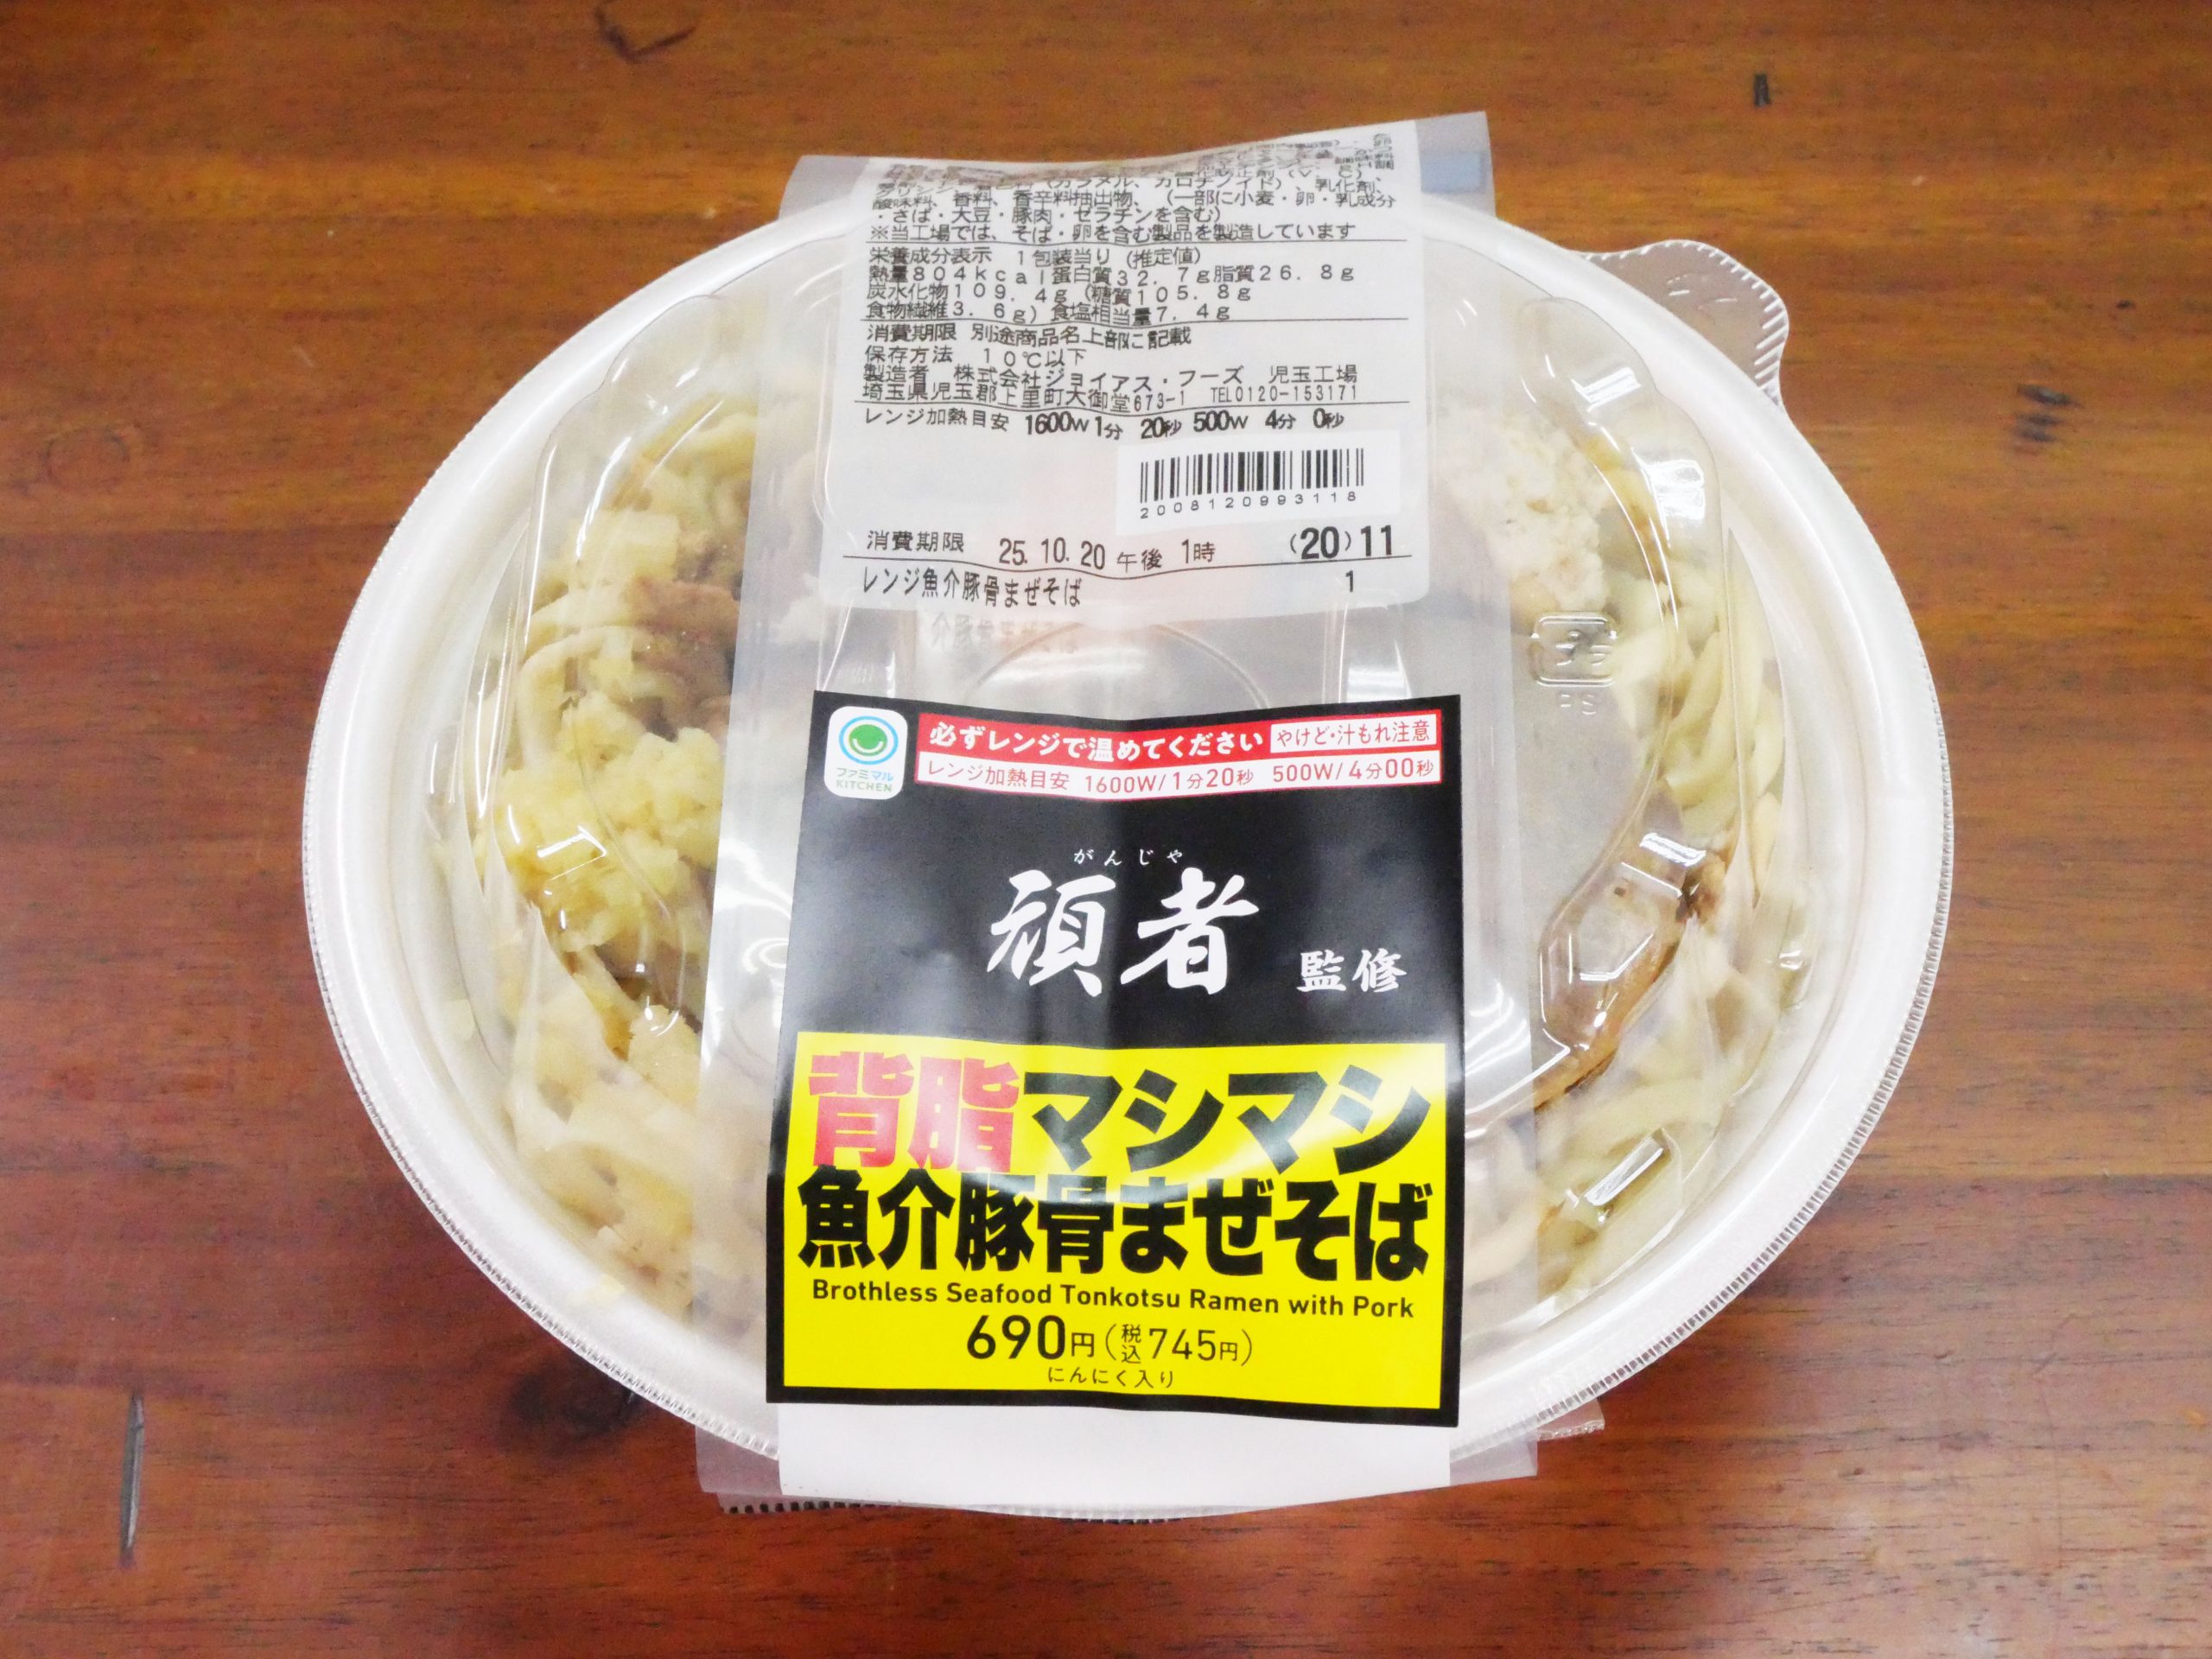 酸味料、香料、香辛料抽出物、（一部に小麦・卵・乳成分
・さば・大豆・豚肉・ゼラチンを含む）
※当工場では、そば・卵を含む製品を製造しています
栄養成分表示 1包装当り（推定値）
熱量804kcal蛋白質32.7g脂質26.8g
炭水化物109.4g（糖質105.8g
食物繊維3.6g）食塩相当量7.4g
消費期限 別途商品名上部に記載
保存方法 10℃以下
製造者 株式会社ジョイアス・フーズ 児玉工場
埼玉県児玉郡上里町大御堂673-1 TEL0120-153171
レンジ加熱目安 1600W 1分 20秒 500W 4分 0秒
2008120993118
消費期限 25.10.20 午後 1時 (20)11
レンジ魚介豚骨まぜそば 1
プラ
PS
ファミマル
KITCHEN
必ずレンジで温めてください やけど・汁もれ注意
レンジ加熱目安 1600W/1分20秒 500W/4分00秒
がんじゃ
頑者 監修
背脂マシマシ
魚介豚骨まぜそば
Brothless Seafood Tonkotsu Ramen with Pork
690円(税込745円)
にんにく入り